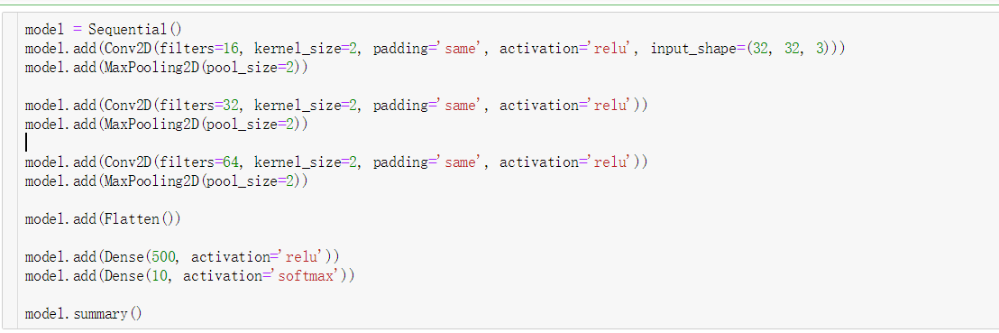 model = Sequential()
model.add(Conv2D(filters=16, kernel_size=2, padding='same', activation='relu', input_shape=(32, 32, 3)))
model.add(MaxPooling2D(pool_size=2))
model.add(Conv2D(filters=32, kernel_size=2, padding='same', activation='relu'))
model.add(MaxPooling2D(pool_size=2))
model.add(Conv2D(filters=64, kernel_size=2, padding='same', activation='relu'))
model.add(MaxPooling2D(pool_size=2))
model.add(Flatten())
model.add(Dense(500, activation='relu'))
model.add(Dense(10, activation='softmax'))
model.summary()